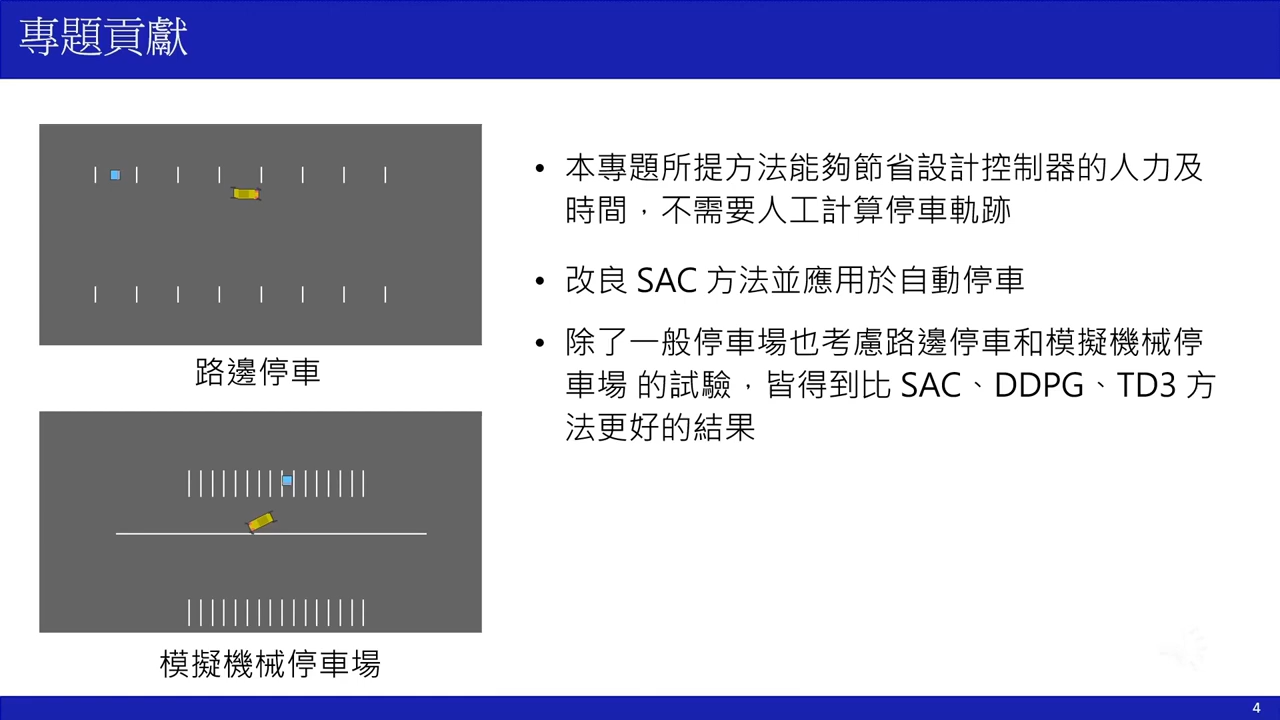 專題貢獻
路邊停車
模擬機械停車場
• 本專題所提方法能夠節省設計控制器的人力及
時間，不需要人工計算停車軌跡
• 改良 SAC 方法並應用於自動停車
• 除了一般停車場也考慮路邊停車和模擬機械停
車場 的試驗，皆得到比 SAC、DDPG、TD3 方
法更好的結果
4